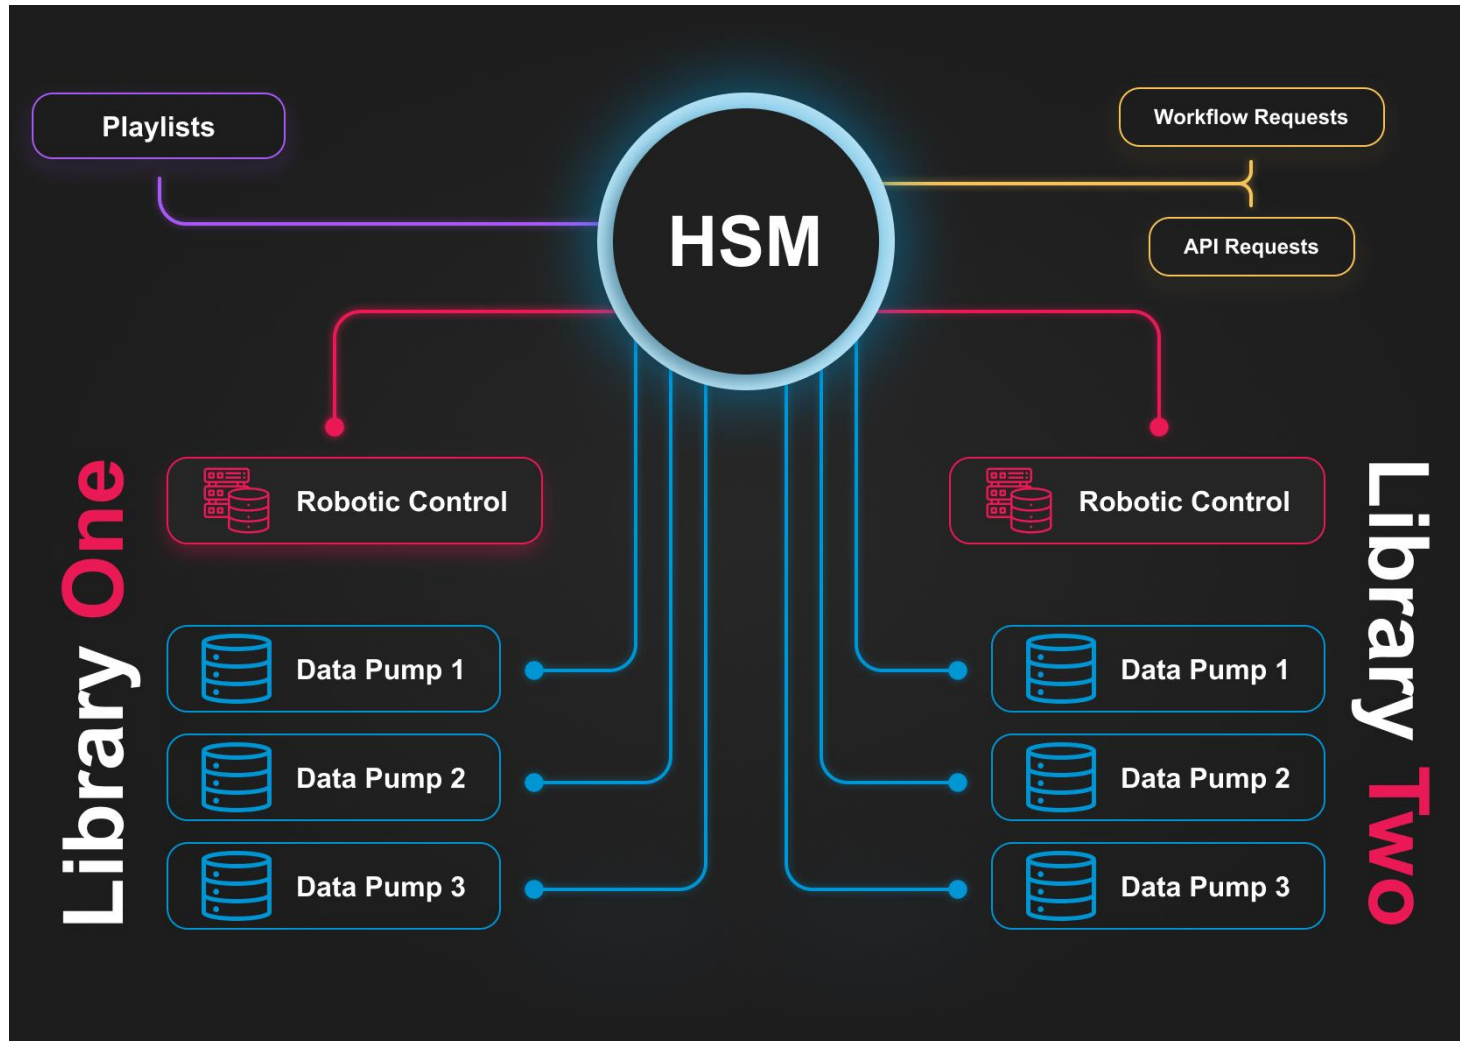 Playlists
HSM
Workflow Requests
API Requests
Library One
Robotic Control
Data Pump 1
Data Pump 2
Data Pump 3
Library Two
Robotic Control
Data Pump 1
Data Pump 2
Data Pump 3